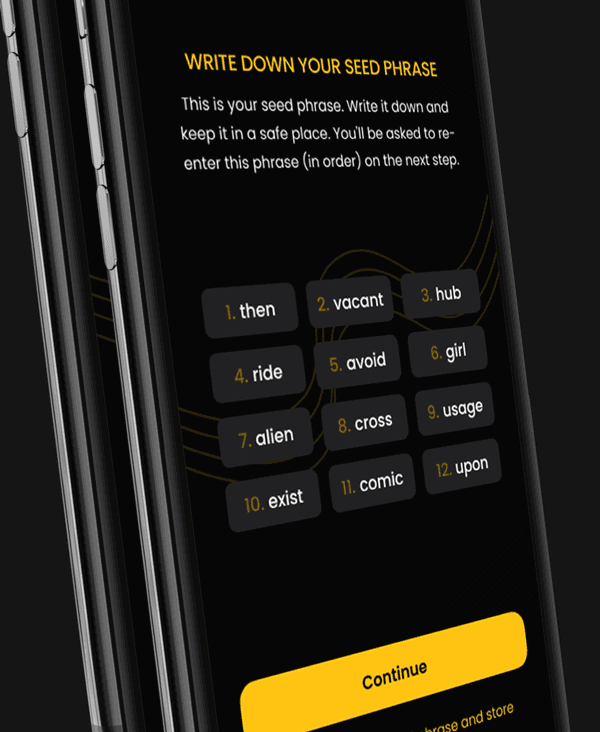 WRITE DOWN YOUR SEED PHRASE
This is your seed phrase. Write it down and
keep it in a safe place. You'll be asked to re-
enter this phrase (in order) on the next step.
1. then 2. vacant 3. hub
4. ride 5. avoid 6. girl
7. alien 8. cross 9. usage
10. exist 11. comic 12. upon
Continue
phrase and store